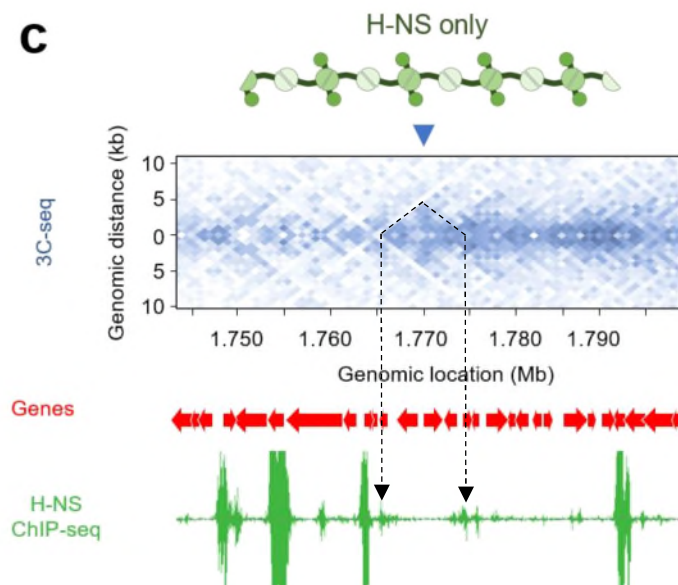 C
H-NS only
3C-seq
Genomic distance (kb)
10
5
0
5
10
1.750 1.760 1.770 1.780 1.790
Genomic location (Mb)
Genes
H-NS
ChIP-seq